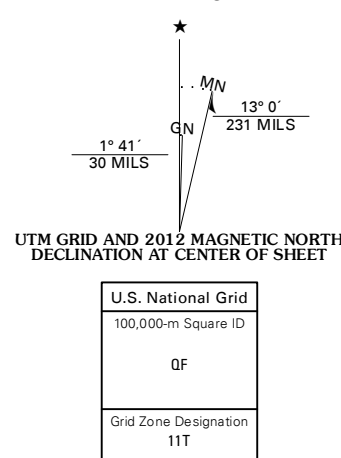 ★
MN
13° 0´
231 MILS
GN
1° 41´
30 MILS
UTM GRID AND 2012 MAGNETIC NORTH
DECLINATION AT CENTER OF SHEET
U.S. National Grid
100,000-m Square ID
QF
Grid Zone Designation
11T